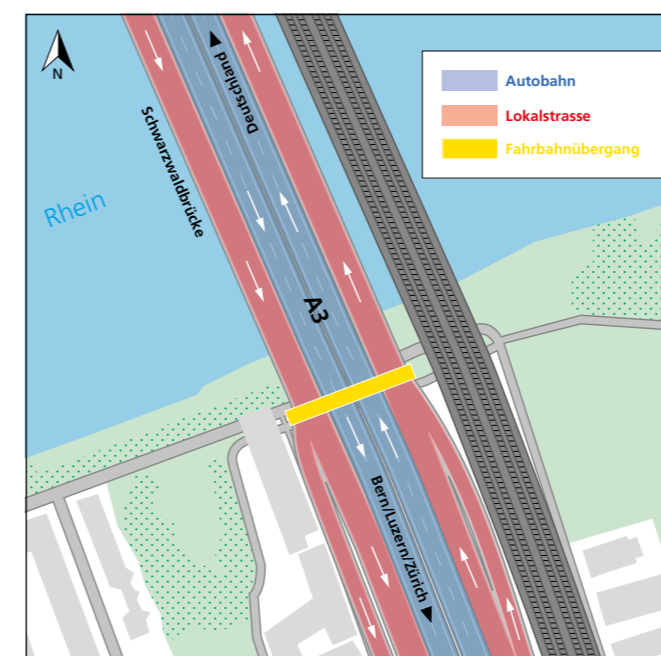 N
Deutschland
Autobahn
Lokalstrasse
Fahrbahnübergang
Schwarzwaldbrücke
Rhein
A3
Bern/Luzern/Zürich